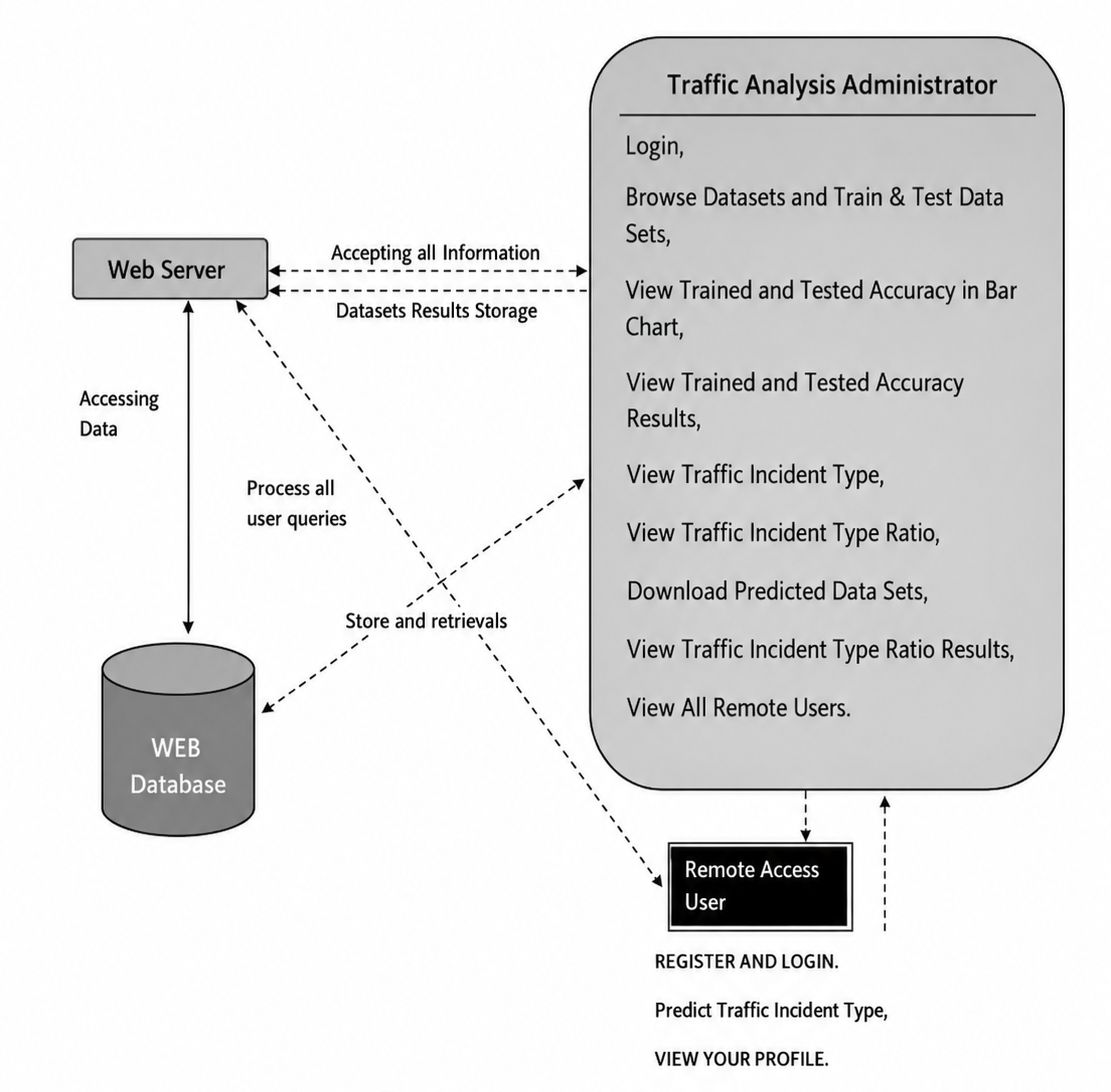 Traffic Analysis Administrator
Login,
Browse Datasets and Train & Test Data
Sets,
View Trained and Tested Accuracy in Bar
Chart,
View Trained and Tested Accuracy
Results,
View Traffic Incident Type,
View Traffic Incident Type Ratio,
Download Predicted Data Sets,
View Traffic Incident Type Ratio Results,
View All Remote Users.
Web Server
Accepting all Information
Datasets Results Storage
Accessing
Data
Process all
user queries
Store and retrievals
WEB
Database
Remote Access
User
REGISTER AND LOGIN.
Predict Traffic Incident Type,
VIEW YOUR PROFILE.